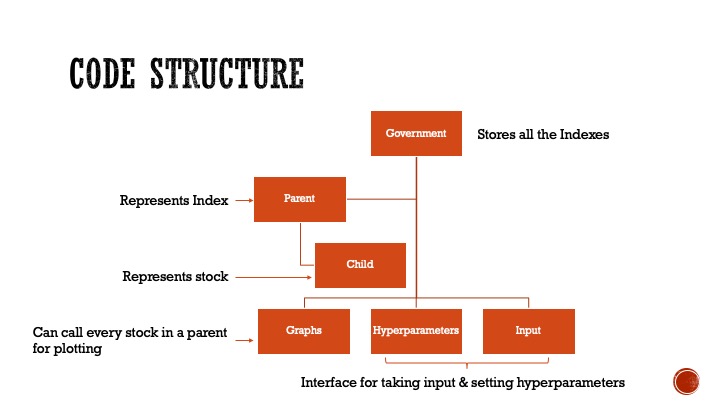 CODE STRUCTURE
Government
Stores all the Indexes
Represents Index
Parent
Child
Represents stock
Can call every stock in a parent
for plotting
Graphs
Hyperparameters
Input
Interface for taking input & setting hyperparameters